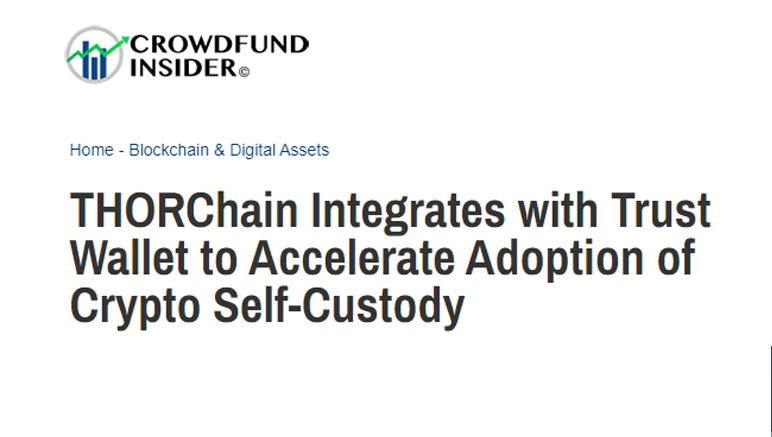 CROWDFUND
INSIDER©
Home - Blockchain & Digital Assets
THORChain Integrates with Trust
Wallet to Accelerate Adoption of
Crypto Self-Custody